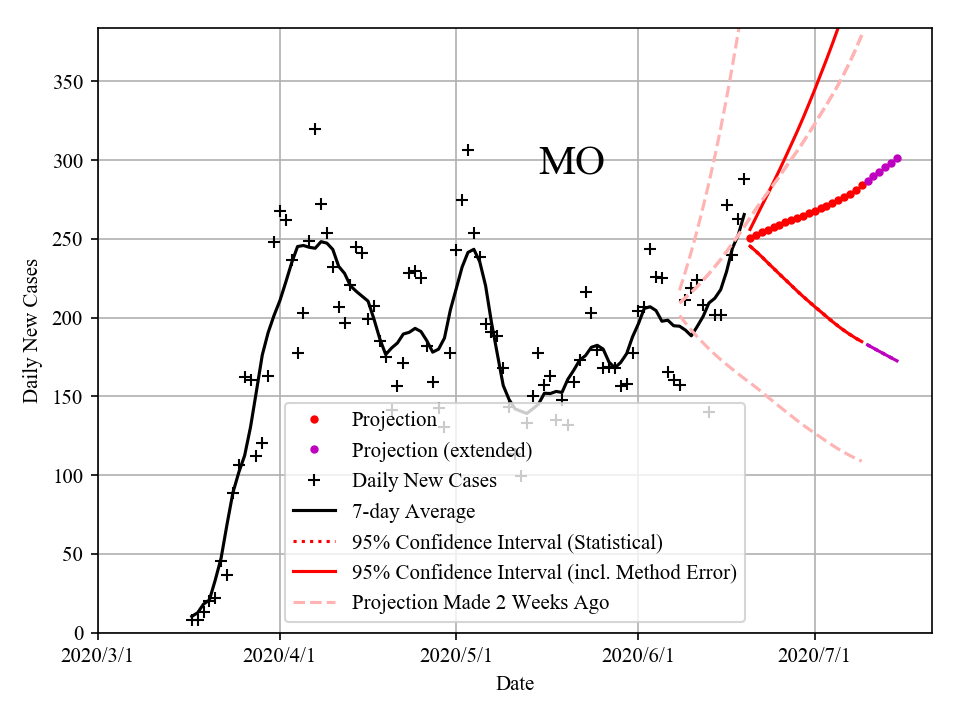 350
300
250
200
150
100
50
0
Daily New Cases
MO
Projection
Projection (extended)
Daily New Cases
7-day Average
95% Confidence Interval (Statistical)
95% Confidence Interval (incl. Method Error)
Projection Made 2 Weeks Ago
2020/3/1 2020/4/1 2020/5/1 2020/6/1 2020/7/1
Date